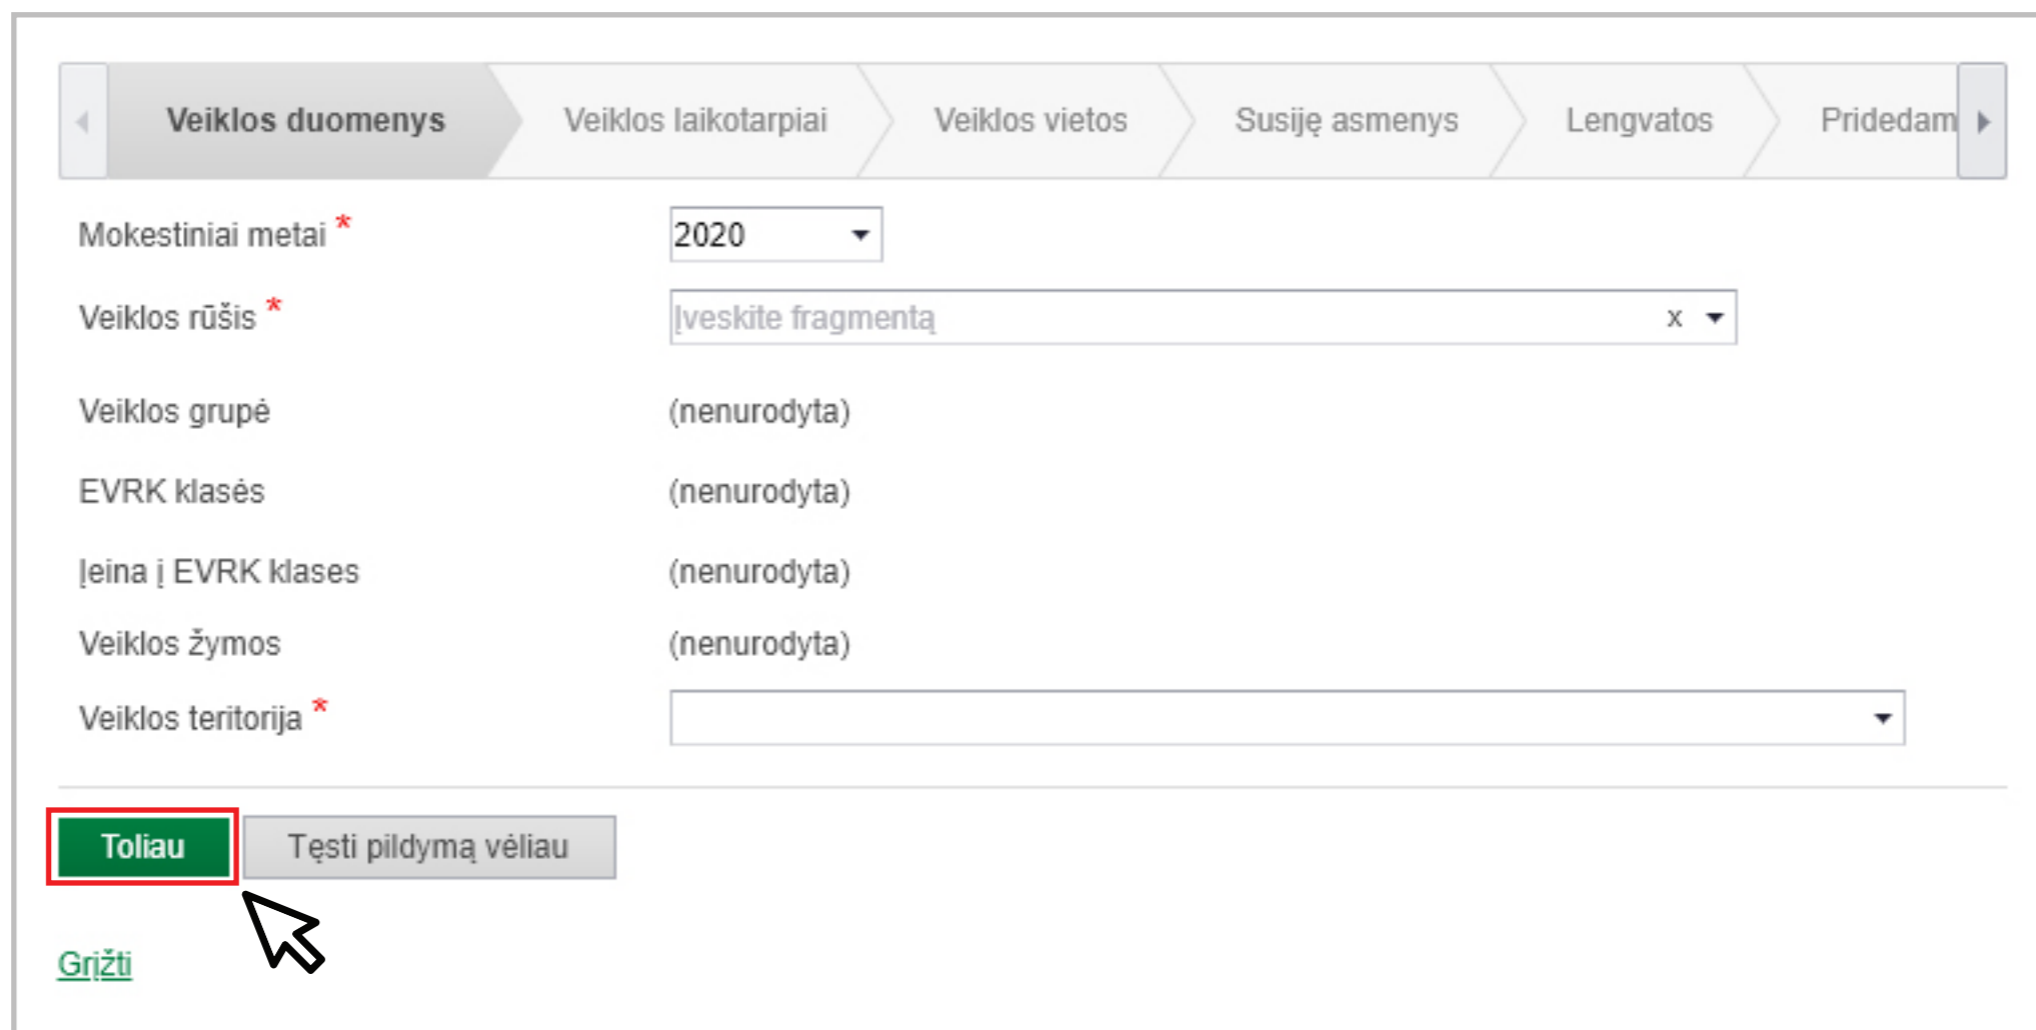 Veiklos duomenys Veiklos laikotarpiai Veiklos vietos Susiję asmenys Lengvatos Pridedam
Mokestiniai metai * 2020
Veiklos rūšis * Įveskite fragmentą x
Veiklos grupė (nenurodyta)
EVRK klasės (nenurodyta)
Įeina į EVRK klases (nenurodyta)
Veiklos žymos (nenurodyta)
Veiklos teritorija *
Toliau Tęsti pildymą vėliau
Grįžti